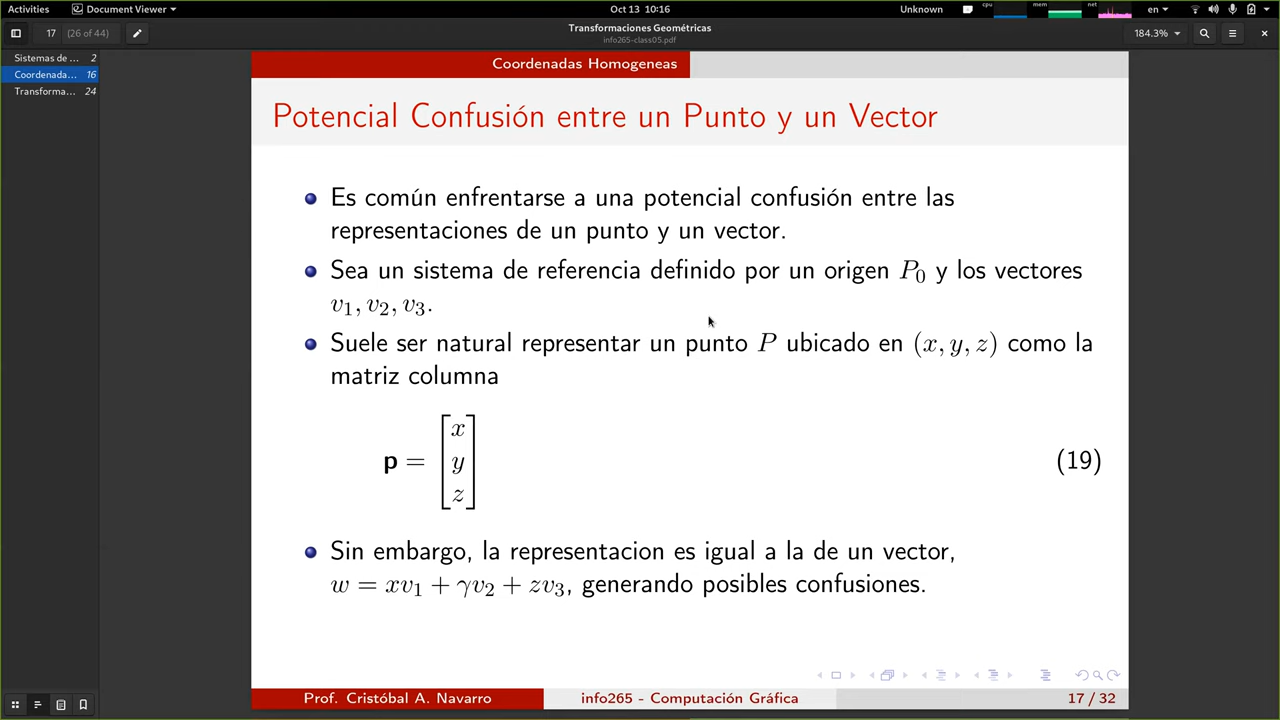 Activities Document Viewer Oct 13 10:16 Unknown cpu mem net en
17 (26 of 44) Transformaciones Geométricas 184.3%
info265-class05.pdf
Sistemas de ... 2
Coordenada... 16
Transforma... 24
Coordenadas Homogeneas
Potencial Confusión entre un Punto y un Vector
Es común enfrentarse a una potencial confusión entre las
representaciones de un punto y un vector.
Sea un sistema de referencia definido por un origen P₀ y los vectores
v₁, v₂, v₃.
Suele ser natural representar un punto P ubicado en (x, y, z) como la
matriz columna
x
p = y (19)
z
Sin embargo, la representacion es igual a la de un vector,
w = xv₁ + γv₂ + zv₃, generando posibles confusiones.
Prof. Cristóbal A. Navarro info265 - Computación Gráfica 17 / 32